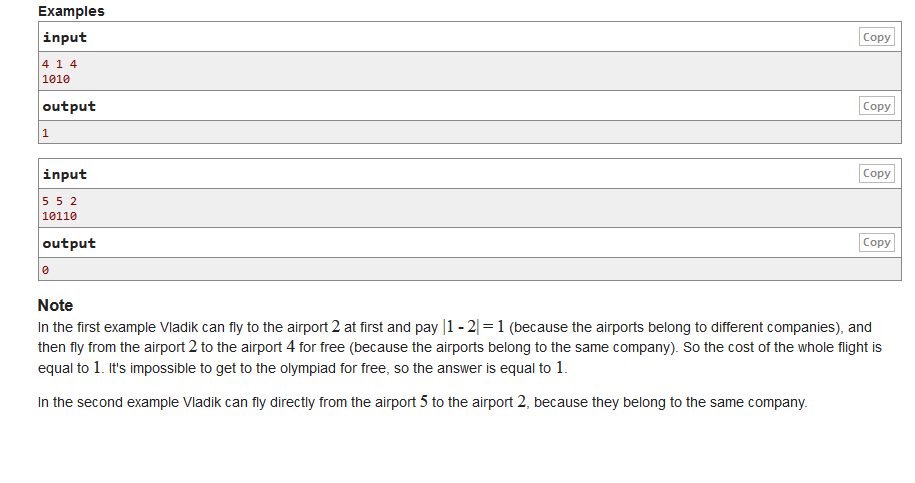 Examples
input
Copy
4 1 4
1010
output
Copy
1
input
Copy
5 5 2
10110
output
Copy
0
Note
In the first example Vladik can fly to the airport 2 at first and pay |1 - 2| = 1 (because the airports belong to different companies), and
then fly from the airport 2 to the airport 4 for free (because the airports belong to the same company). So the cost of the whole flight is
equal to 1. It's impossible to get to the olympiad for free, so the answer is equal to 1.
In the second example Vladik can fly directly from the airport 5 to the airport 2, because they belong to the same company.